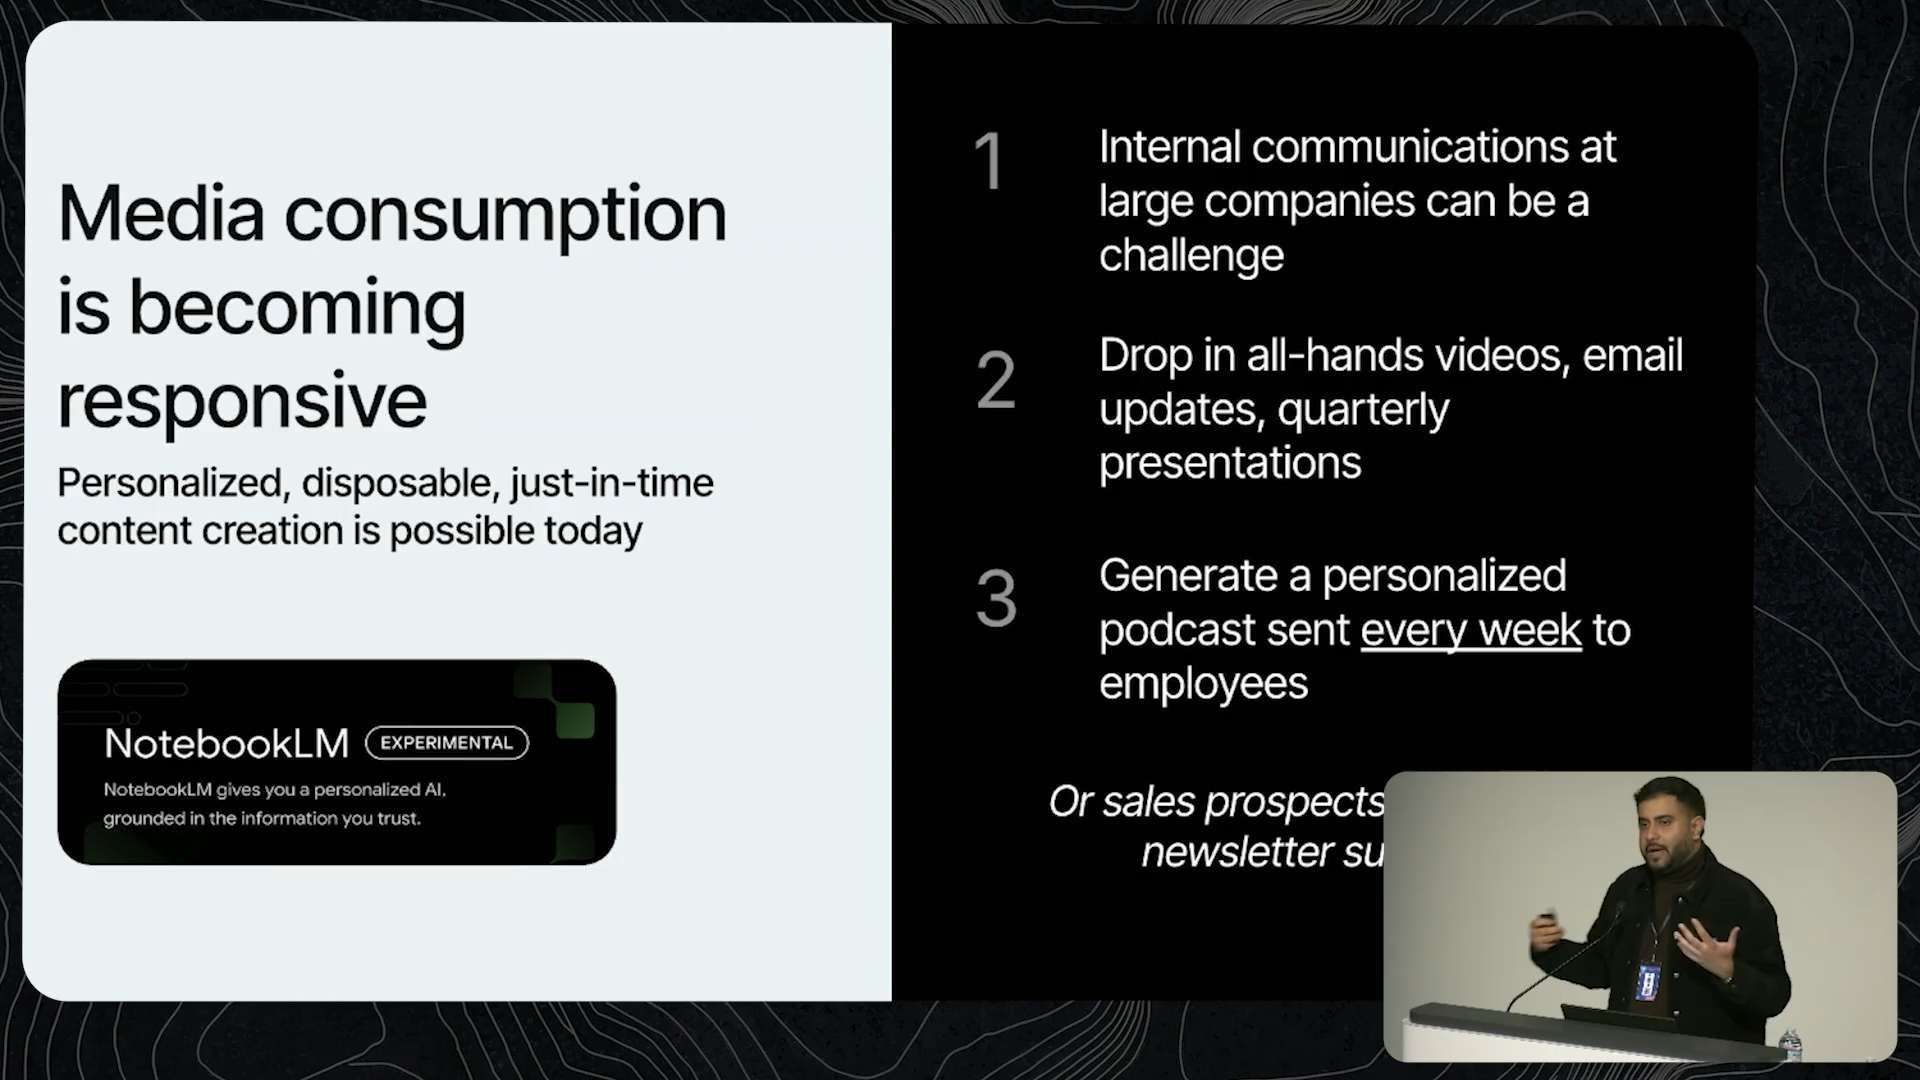 Media consumption
is becoming
responsive
Personalized, disposable, just-in-time
content creation is possible today
NotebookLM EXPERIMENTAL
NotebookLM gives you a personalized AI,
grounded in the information you trust.
1
Internal communications at
large companies can be a
challenge
2
Drop in all-hands videos, email
updates, quarterly
presentations
3
Generate a personalized
podcast sent every week to
employees
Or sales prospects
newsletter